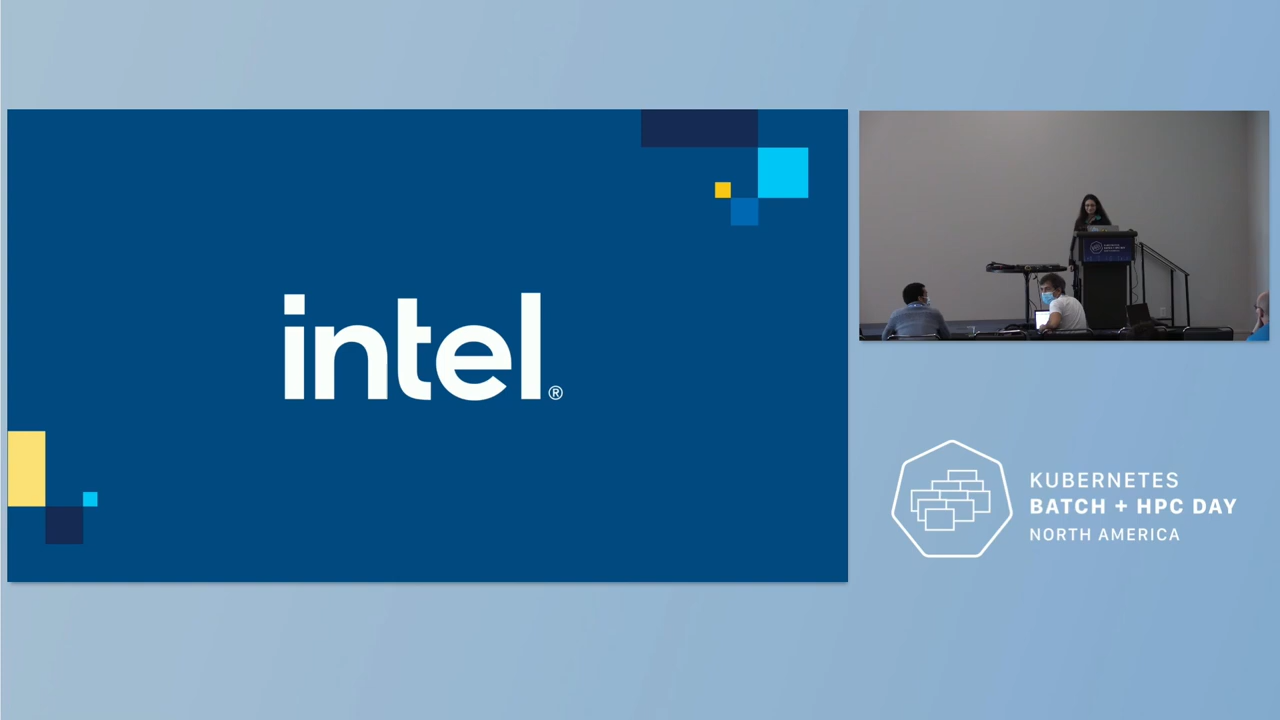 intel®
KUBERNETES
BATCH + HPC DAY
NORTH AMERICA